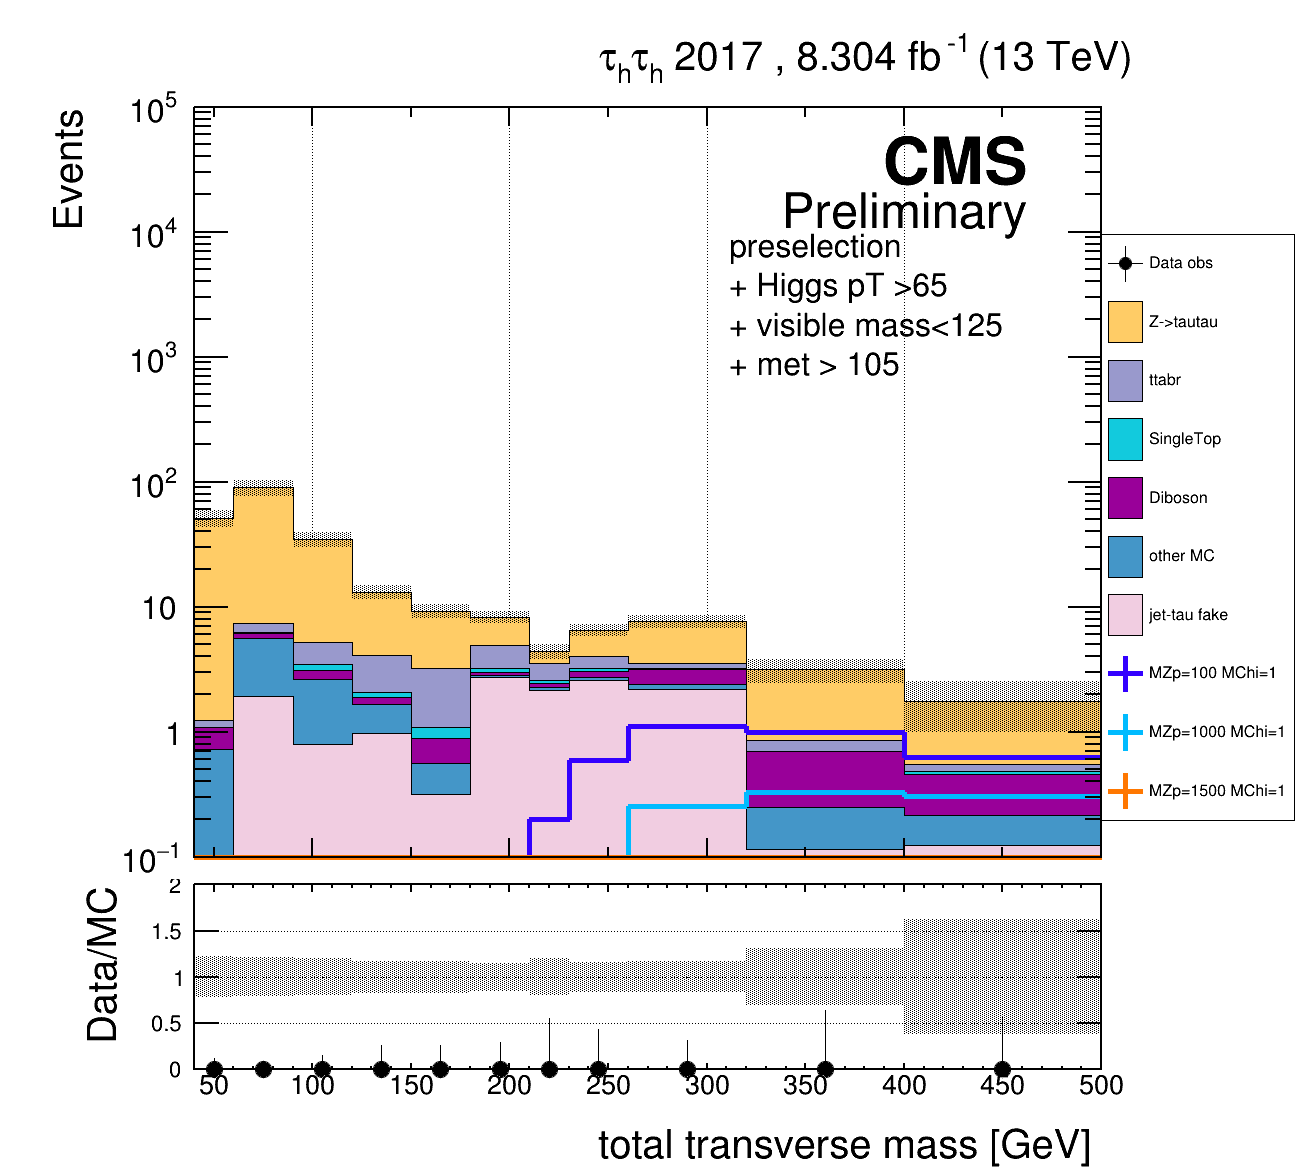 τhτh 2017 , 8.304 fb-1 (13 TeV)
Events
10^5
10^4
10^3
10^2
10
1
10^−1
CMS
Preliminary
preselection
+ Higgs pT >65
+ visible mass<125
+ met > 105
Data obs
Z->tautau
ttabr
SingleTop
Diboson
other MC
jet-tau fake
MZp=100 MChi=1
MZp=1000 MChi=1
MZp=1500 MChi=1
Data/MC
2
1.5
1
0.5
0
50 100 150 200 250 300 350 400 450 500
total transverse mass [GeV]